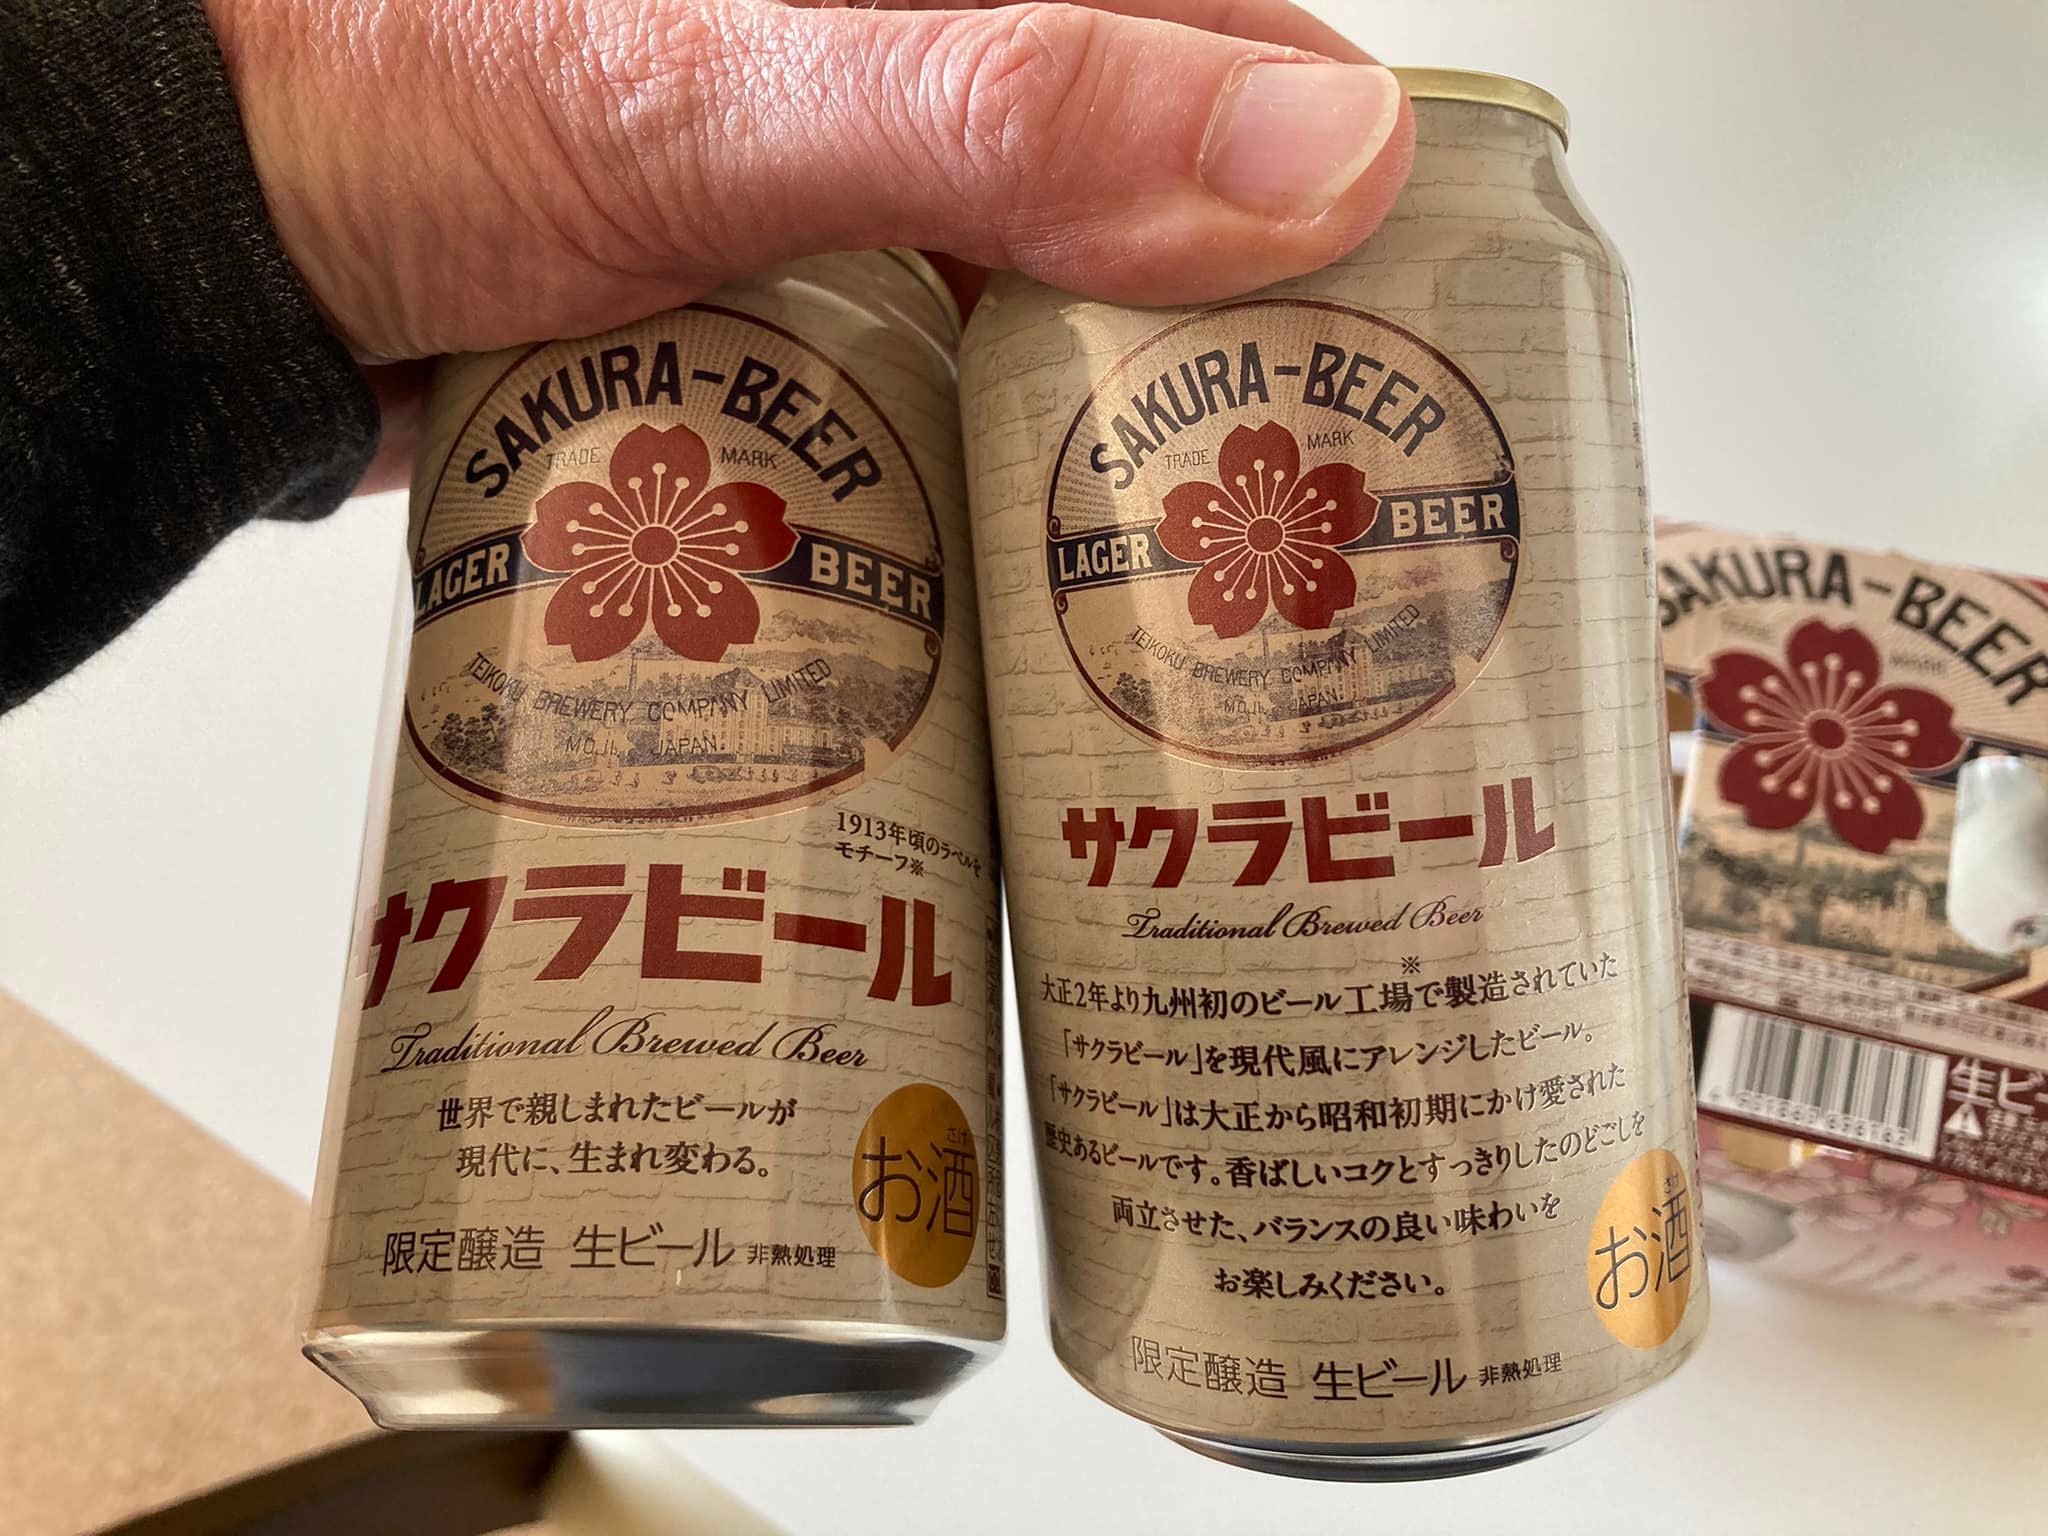 SAKURA-BEER
TRADE MARK
LAGER BEER
TEIKOKU BREWERY COMPANY LIMITED
MOJI. JAPAN.
1913年頃のラベルを
モチーフ※
サクラビール
Traditional Brewed Beer
世界で親しまれたビールが
現代に、生まれ変わる。
さけ
お酒
限定醸造 生ビール 非熱処理
SAKURA-BEER
TRADE MARK
LAGER BEER
TEIKOKU BREWERY COMPANY LIMITED
MOJI. JAPAN.
サクラビール
Traditional Brewed Beer
※
大正2年より九州初のビール工場で製造されていた
「サクラビール」を現代風にアレンジしたビール。
「サクラビール」は大正から昭和初期にかけ愛された
歴史あるビールです。香ばしいコクとすっきりしたのどごしを
両立させた、バランスの良い味わいを
お楽しみください。
さけ
お酒
限定醸造 生ビール 非熱処理
SAKURA-BEER
TRADE MARK
生ビー